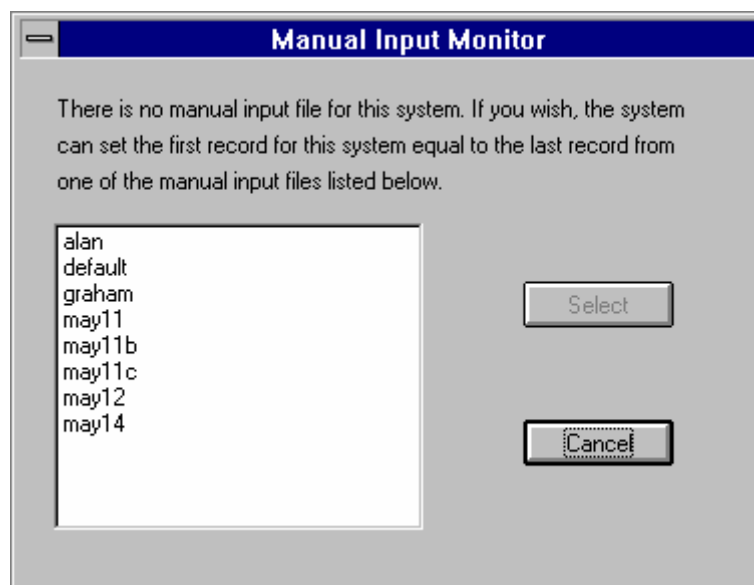 Manual Input Monitor
There is no manual input file for this system. If you wish, the system
can set the first record for this system equal to the last record from
one of the manual input files listed below.
alan
default
graham
may11
may11b
may11c
may12
may14
Select
Cancel